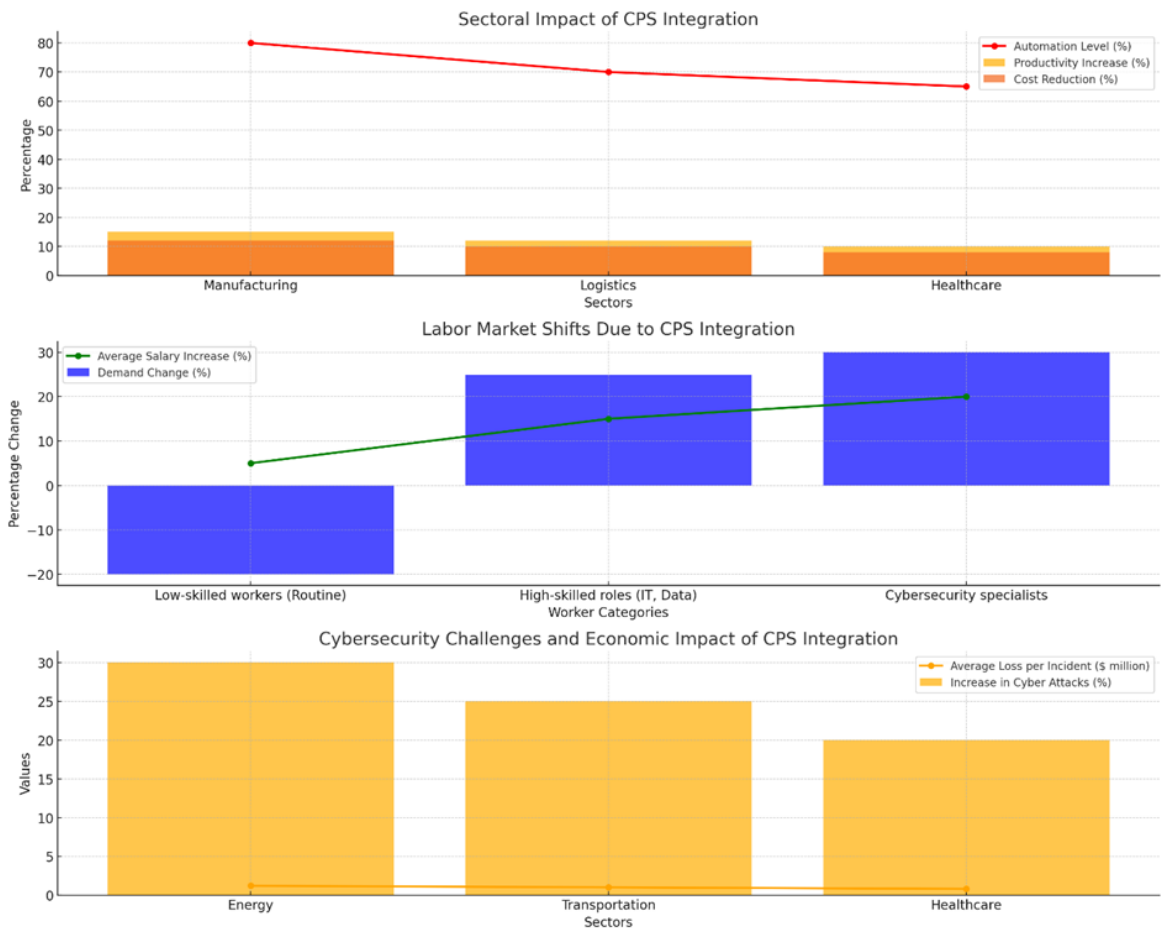 Sectoral Impact of CPS Integration
80
70
60
50
40
30
20
10
0
Percentage
Automation Level (%)
Productivity Increase (%)
Cost Reduction (%)
Manufacturing
Logistics
Healthcare
Sectors
Labor Market Shifts Due to CPS Integration
30
20
10
0
−10
−20
Percentage Change
Average Salary Increase (%)
Demand Change (%)
Low-skilled workers (Routine)
High-skilled roles (IT, Data)
Cybersecurity specialists
Worker Categories
Cybersecurity Challenges and Economic Impact of CPS Integration
30
25
20
15
10
5
0
Values
Average Loss per Incident ($ million)
Increase in Cyber Attacks (%)
Energy
Transportation
Healthcare
Sectors